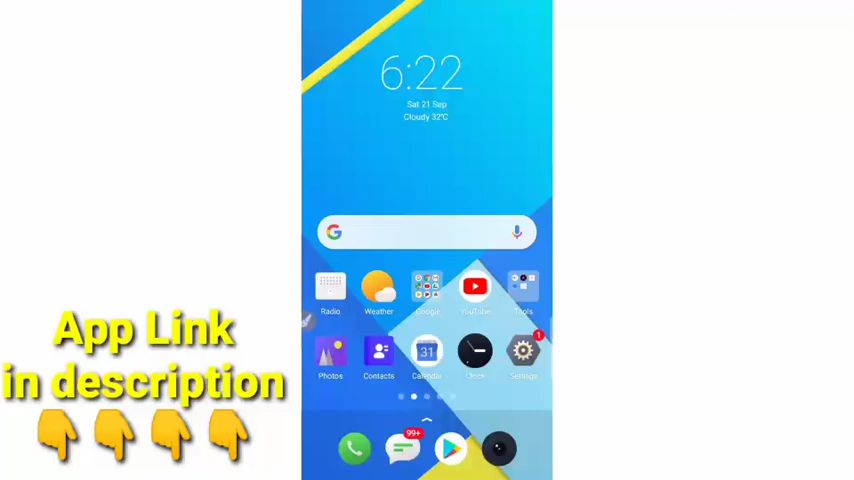 6:22
Sat 21 Sep
Cloudy 32°C
G
Radio Weather Google YouTube Tools
1
31
Photos Contacts Calendar Clock Settings
99+
App Link
in description